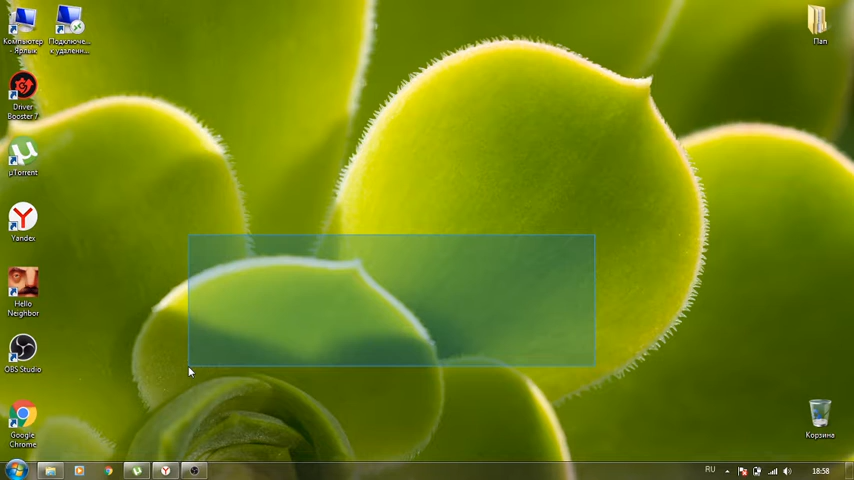 Компьютер
- Ярлык
Подключе...
к удаленн...
Driver
Booster 7
µTorrent
Yandex
Hello
Neighbor
OBS Studio
Google
Chrome
Пап
Корзина
RU
18:58